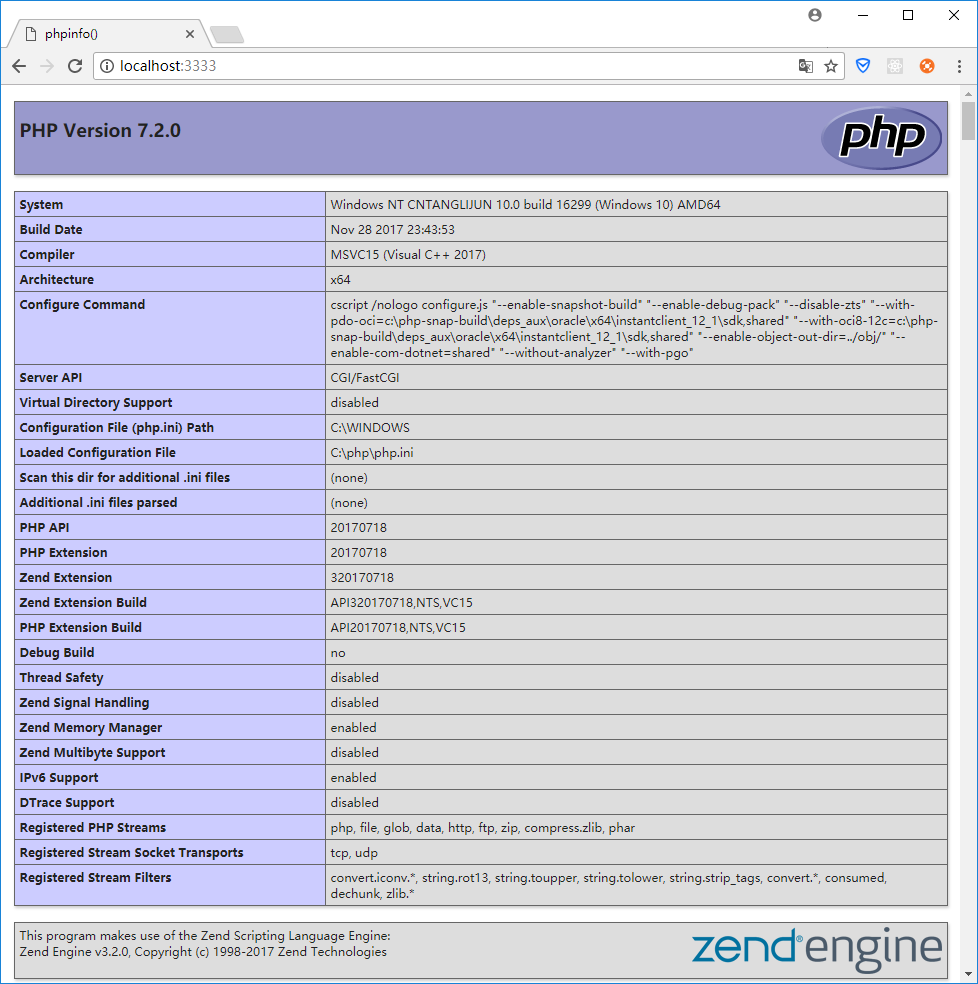 phpinfo()
localhost:3333
PHP Version 7.2.0
php
System Windows NT CNTANGLIJUN 10.0 build 16299 (Windows 10) AMD64
Build Date Nov 28 2017 23:43:53
Compiler MSVC15 (Visual C++ 2017)
Architecture x64
Configure Command cscript /nologo configure.js "--enable-snapshot-build" "--enable-debug-pack" "--disable-zts" "--with-
pdo-oci=c:\php-snap-build\deps_aux\oracle\x64\instantclient_12_1\sdk,shared" "--with-oci8-12c=c:\php-
snap-build\deps_aux\oracle\x64\instantclient_12_1\sdk,shared" "--enable-object-out-dir=../obj/" "--
enable-com-dotnet=shared" "--without-analyzer" "--with-pgo"
Server API CGI/FastCGI
Virtual Directory Support disabled
Configuration File (php.ini) Path C:\WINDOWS
Loaded Configuration File C:\php\php.ini
Scan this dir for additional .ini files (none)
Additional .ini files parsed (none)
PHP API 20170718
PHP Extension 20170718
Zend Extension 320170718
Zend Extension Build API320170718,NTS,VC15
PHP Extension Build API20170718,NTS,VC15
Debug Build no
Thread Safety disabled
Zend Signal Handling disabled
Zend Memory Manager enabled
Zend Multibyte Support disabled
IPv6 Support enabled
DTrace Support disabled
Registered PHP Streams php, file, glob, data, http, ftp, zip, compress.zlib, phar
Registered Stream Socket Transports tcp, udp
Registered Stream Filters convert.iconv.*, string.rot13, string.toupper, string.tolower, string.strip_tags, convert.*, consumed,
dechunk, zlib.*
This program makes use of the Zend Scripting Language Engine:
Zend Engine v3.2.0, Copyright (c) 1998-2017 Zend Technologies
zend® engine